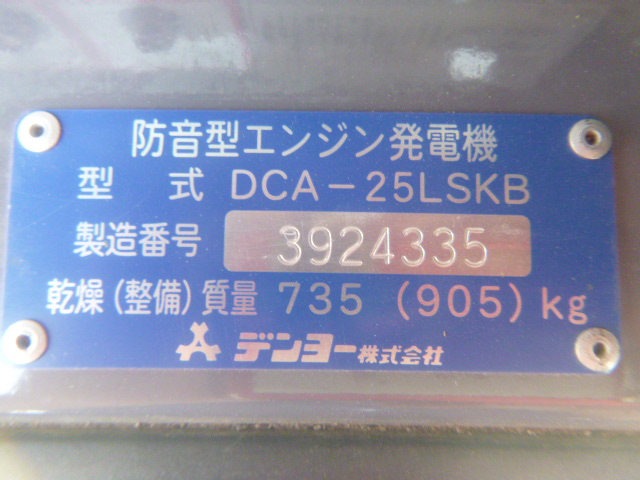 防音型エンジン発電機
型 式 DCA-25LSKB
製造番号 3924335
乾燥(整備)質量 735 (905) kg
デンヨー株式会社